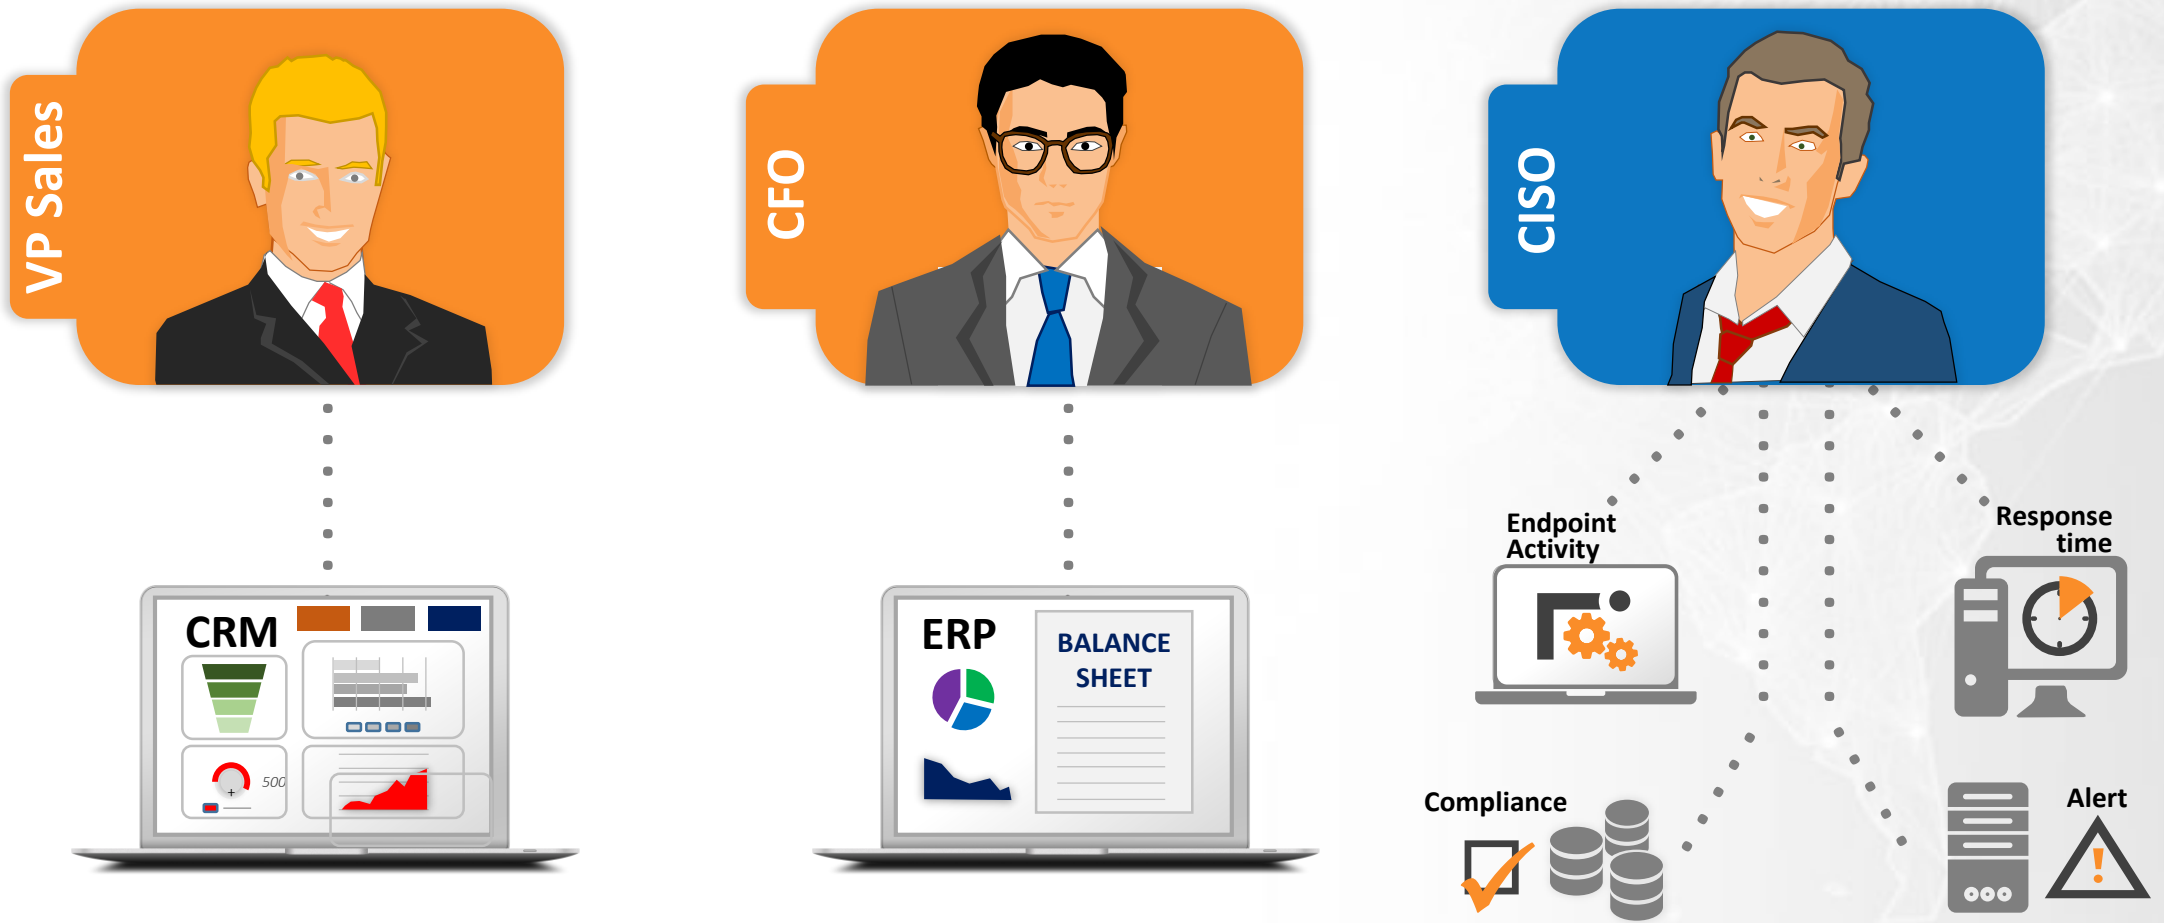 VP Sales
CFO
CISO
CRM
500
ERP
BALANCE
SHEET
Endpoint
Activity
Response
time
Compliance
Alert
!